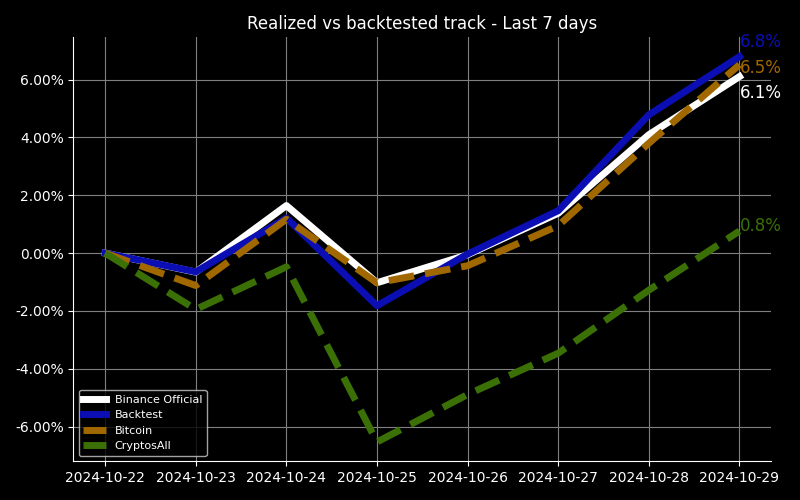 Realized vs backtested track - Last 7 days
6.8%
6.00%
6.5%
6.1%
4.00%
2.00%
0.8%
0.00%
-2.00%
-4.00%
-6.00%
Binance Official
Backtest
Bitcoin
CryptosAll
2024-10-22 2024-10-23 2024-10-24 2024-10-25 2024-10-26 2024-10-27 2024-10-28 2024-10-29